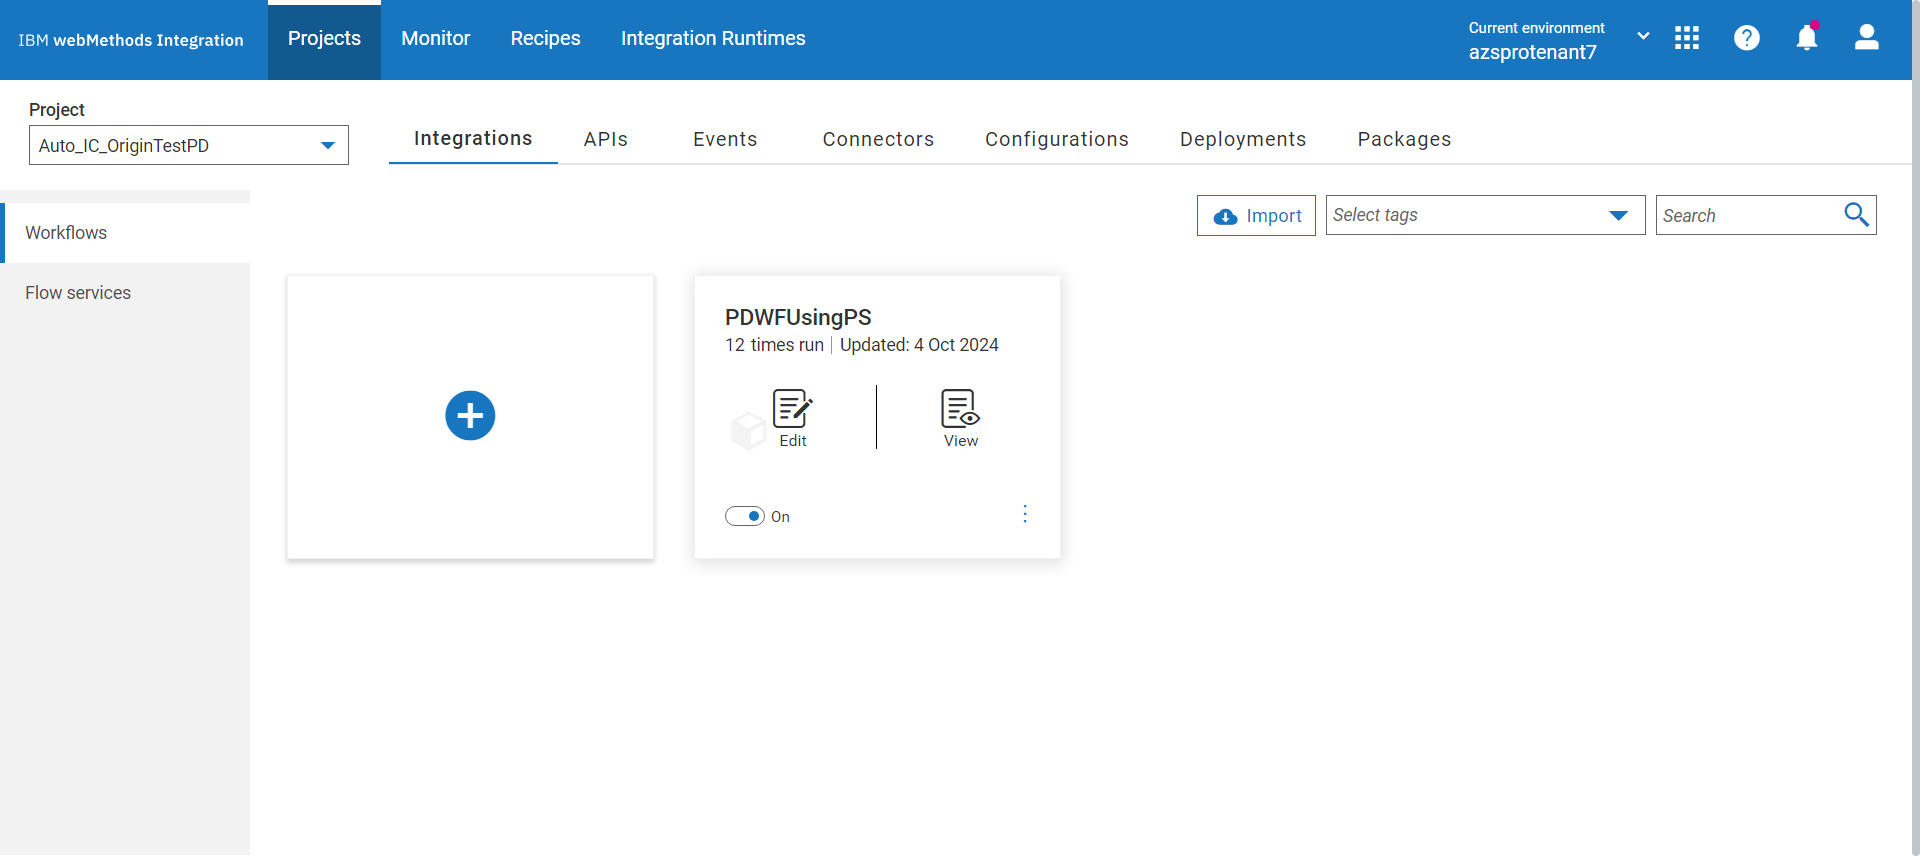 IBM webMethods Integration
Projects
Monitor
Recipes
Integration Runtimes
Current environment
azsprotenant7
Project
Auto_IC_OriginTestPD
Integrations
APIs
Events
Connectors
Configurations
Deployments
Packages
Workflows
Flow services
Import
Select tags
Search
PDWFUsingPS
12 times run | Updated: 4 Oct 2024
Edit
View
On